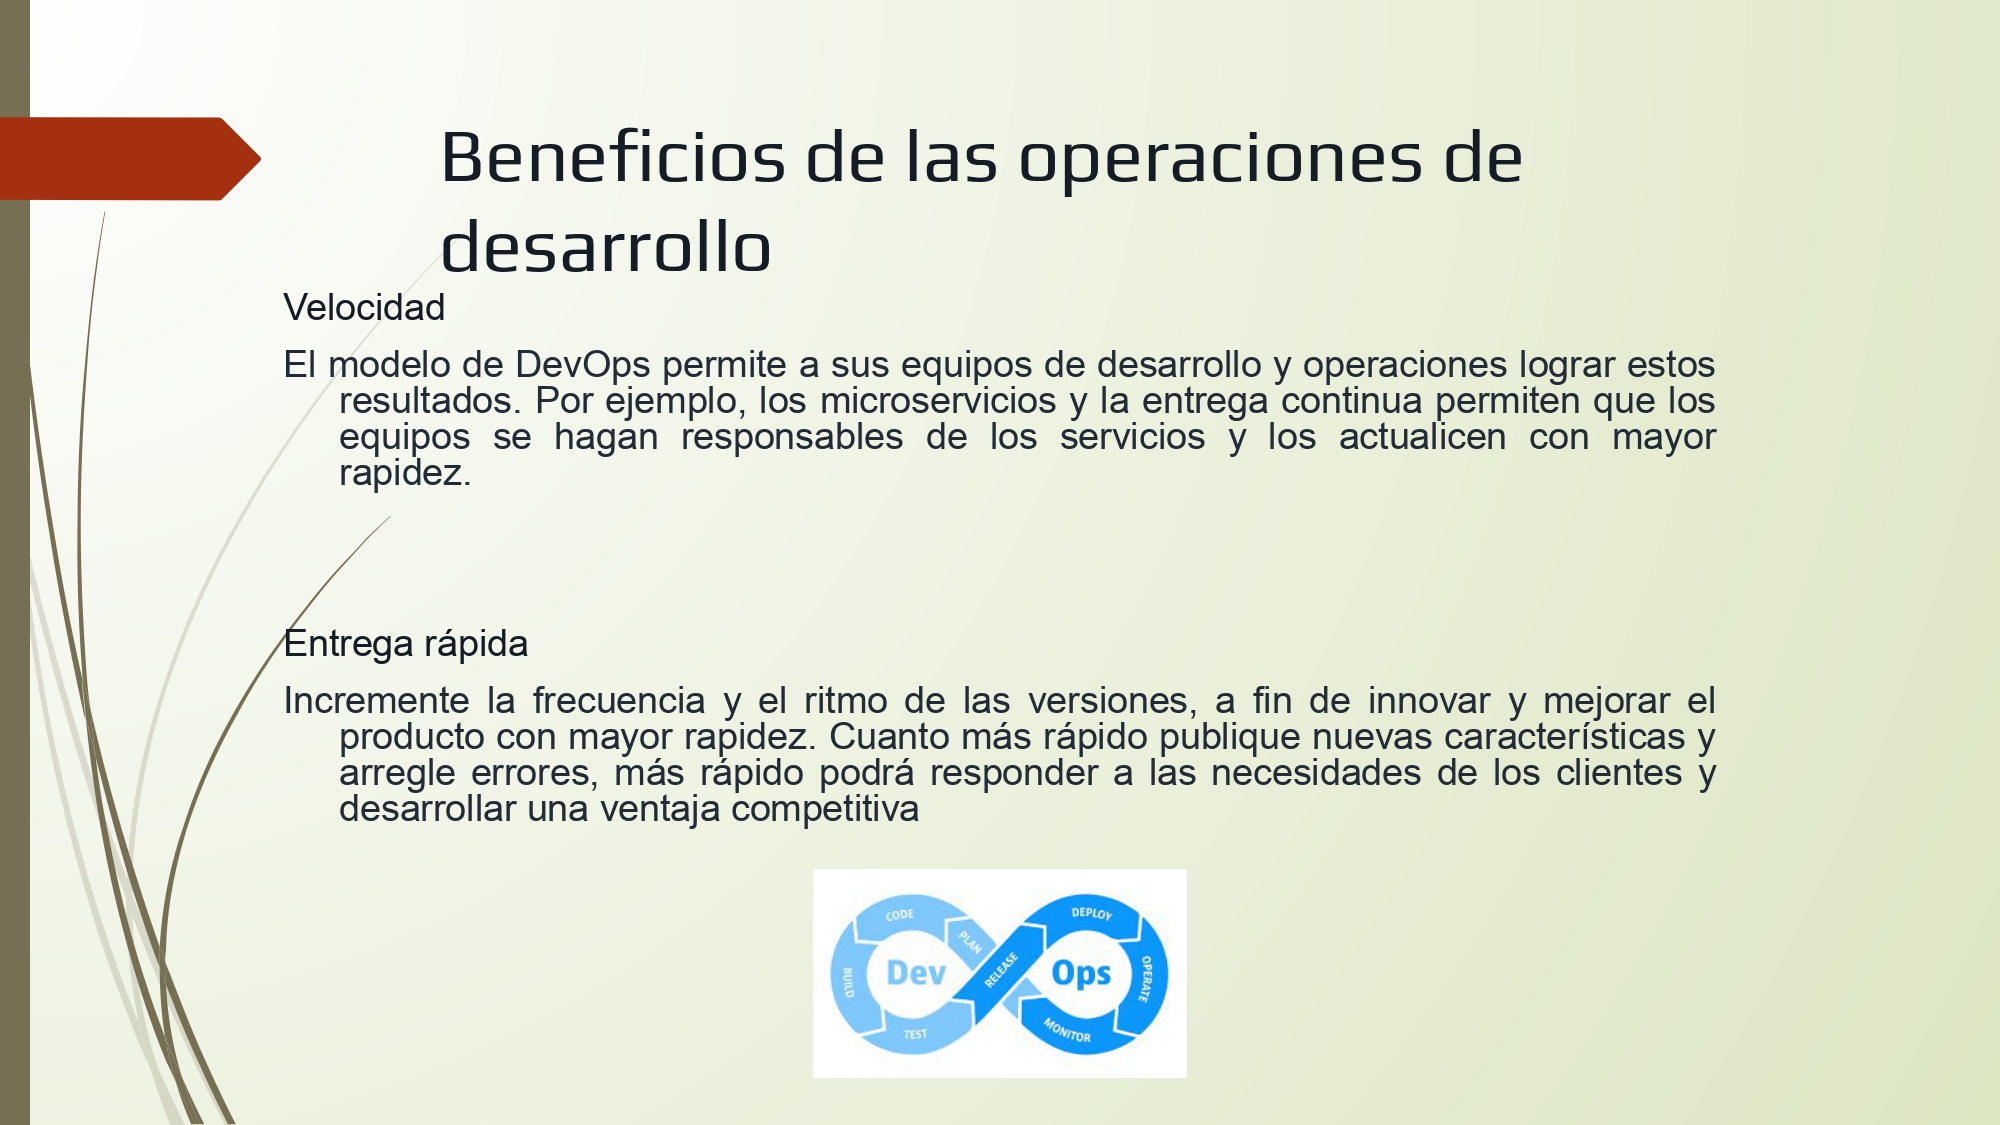 Beneficios de las operaciones de
desarrollo
Velocidad
El modelo de DevOps permite a sus equipos de desarrollo y operaciones lograr estos
resultados. Por ejemplo, los microservicios y la entrega continua permiten que los
equipos se hagan responsables de los servicios y los actualicen con mayor
rapidez.
Entrega rápida
Incremente la frecuencia y el ritmo de las versiones, a fin de innovar y mejorar el
producto con mayor rapidez. Cuanto más rápido publique nuevas características y
arregle errores, más rápido podrá responder a las necesidades de los clientes y
desarrollar una ventaja competitiva
CODE
PLAN
BUILD
Dev
TEST
RELEASE
DEPLOY
Ops
OPERATE
MONITOR